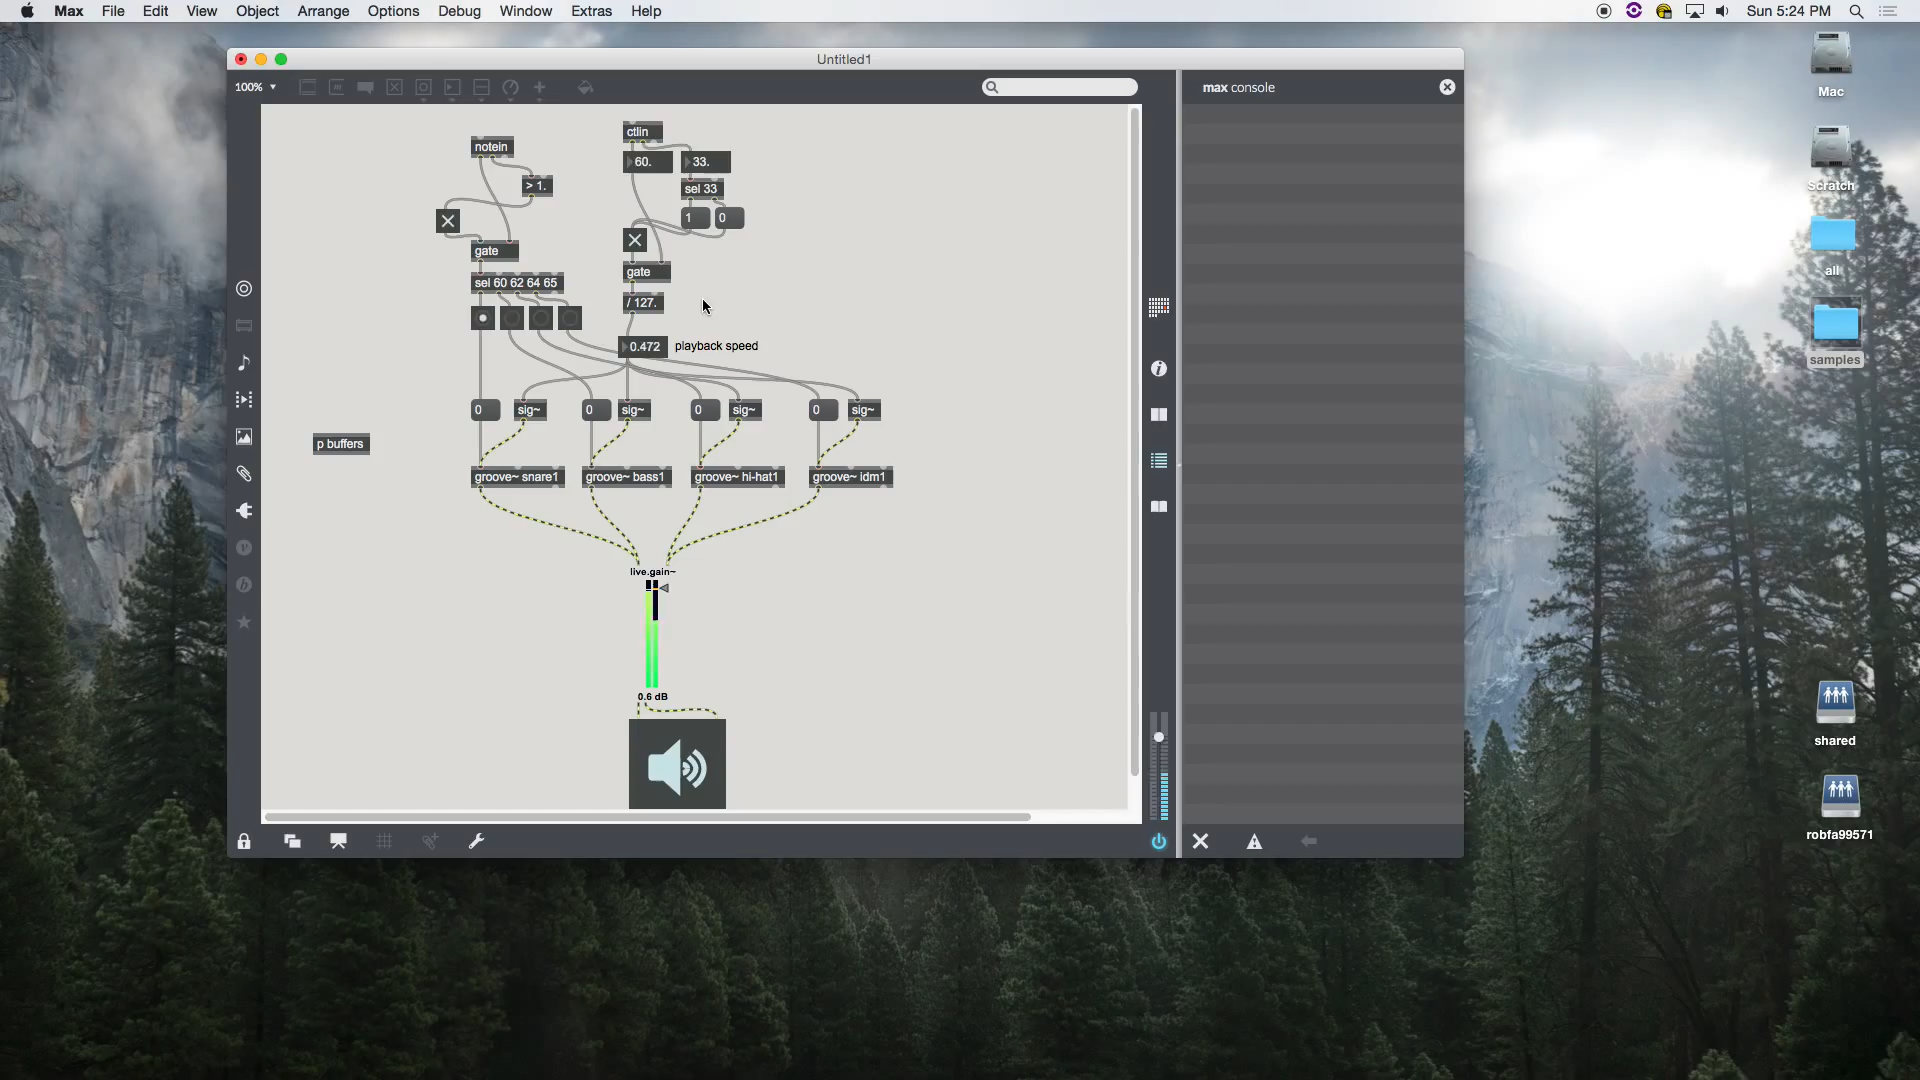 Max File Edit View Object Arrange Options Debug Window Extras Help
Sun 5:24 PM
Untitled1
100%
max console
notein
> 1.
gate
sel 60 62 64 65
ctlin
60. 33.
sel 33
1 0
gate
/ 127.
0.472 playback speed
0 sig~ 0 sig~ 0 sig~ 0 sig~
p buffers
groove~ snare1 groove~ bass1 groove~ hi-hat1 groove~ idm1
live.gain~
0.6 dB
Mac
Scratch
all
samples
shared
robfa99571